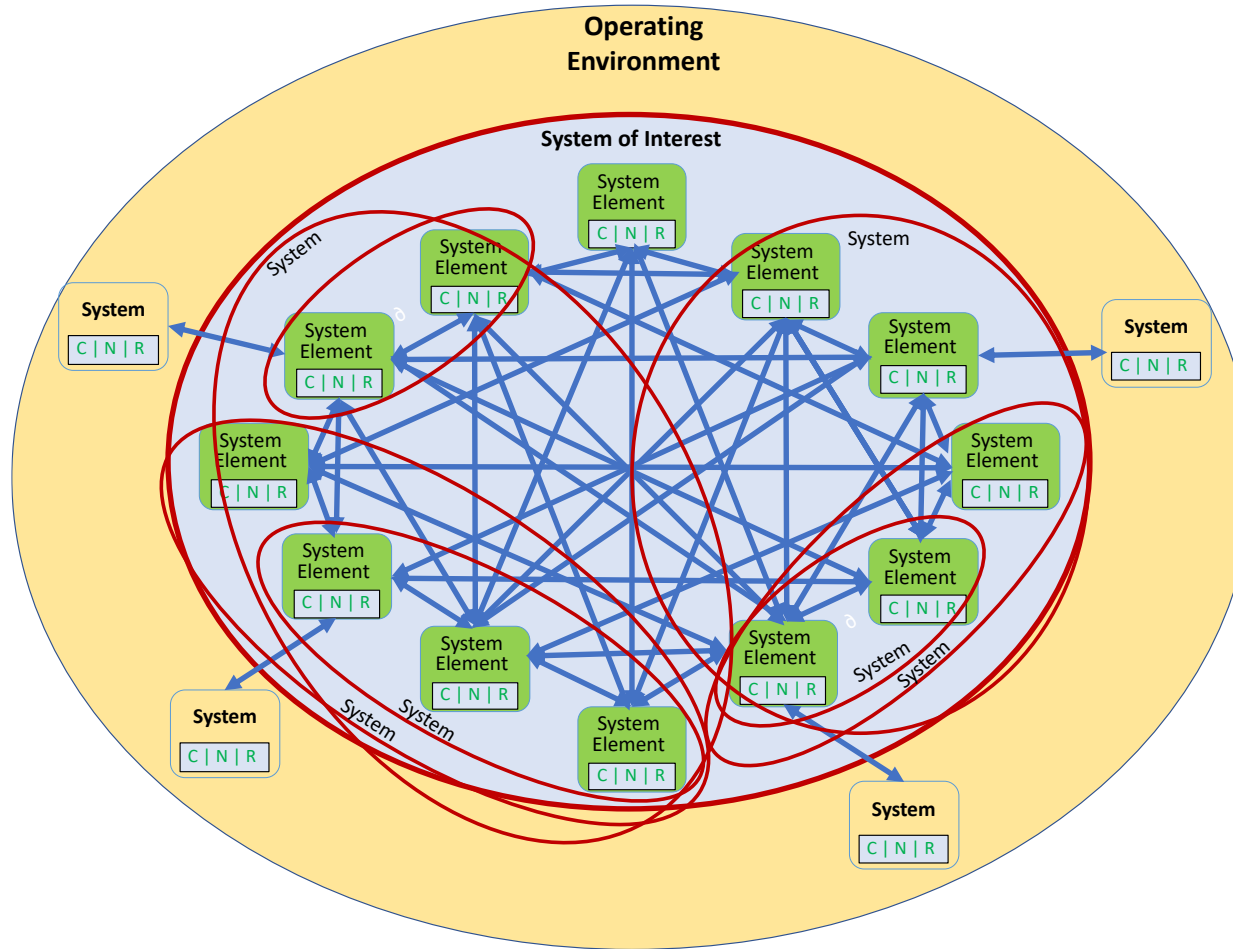 Operating
Environment
System of Interest
System
Element
C | N | R
System
System
Element
C | N | R
System
Element
C | N | R
System
System
C | N | R
∂
System
Element
C | N | R
System
Element
C | N | R
System
C | N | R
System
Element
C | N | R
System
Element
C | N | R
System
Element
C | N | R
System
Element
C | N | R
System
Element
C | N | R
System
Element
C | N | R
∂
System
System
System
Element
C | N | R
System
C | N | R
System
System
System
C | N | R